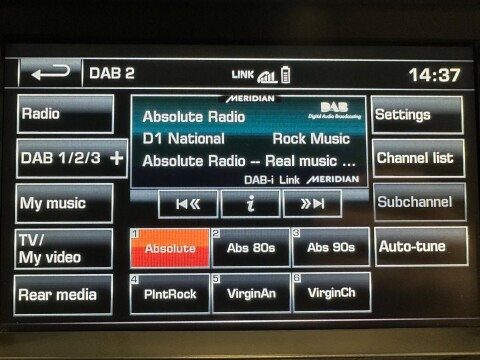 DAB 2
LINK
14:37
Radio
DAB 1/2/3 +
My music
TV/
My video
Rear media
MERIDIAN
Absolute Radio
DAB
Digital Audio Broadcasting
D1 National Rock Music
Absolute Radio -- Real music ...
DAB-i Link MERIDIAN
i
1 Absolute
2 Abs 80s
3 Abs 90s
4 PlntRock
5 VirginAn
6 VirginCh
Settings
Channel list
Subchannel
Auto-tune